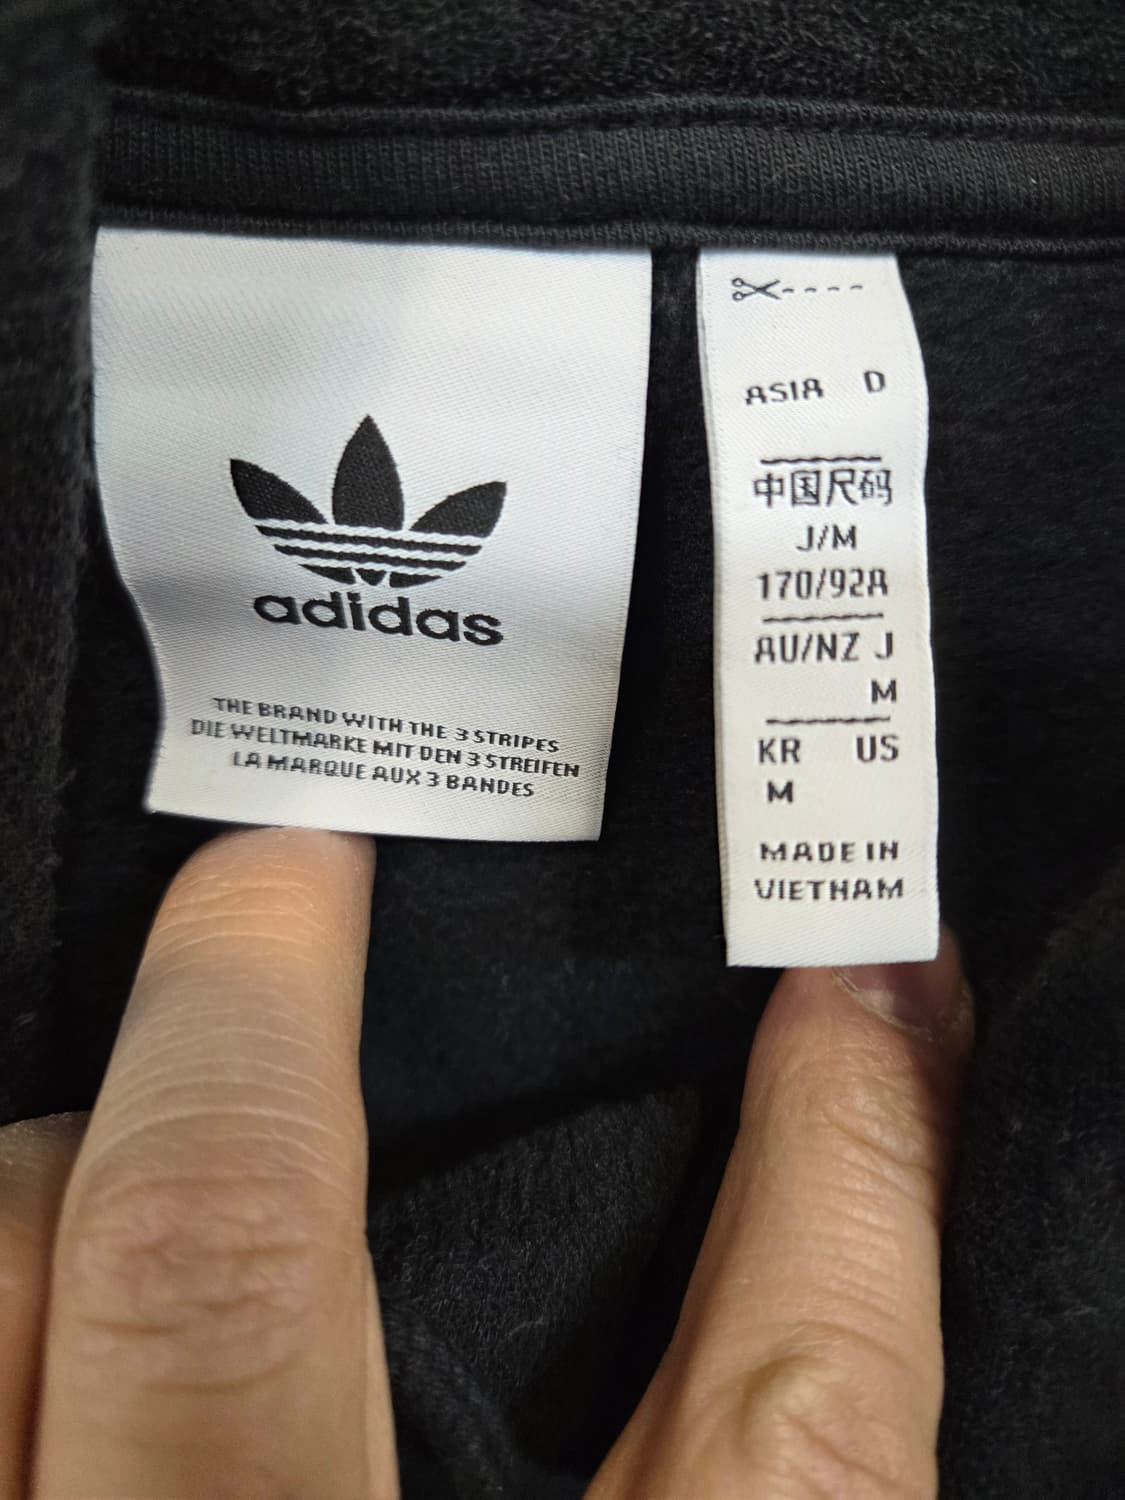 adidas
THE BRAND WITH THE 3 STRIPES
DIE WELTMARKE MIT DEN 3 STREIFEN
LA MARQUE AUX 3 BANDES
ASIA D
中国尺码
J/M
170/92A
AU/NZ J
M
KR US
M
MADE IN
VIETNAM